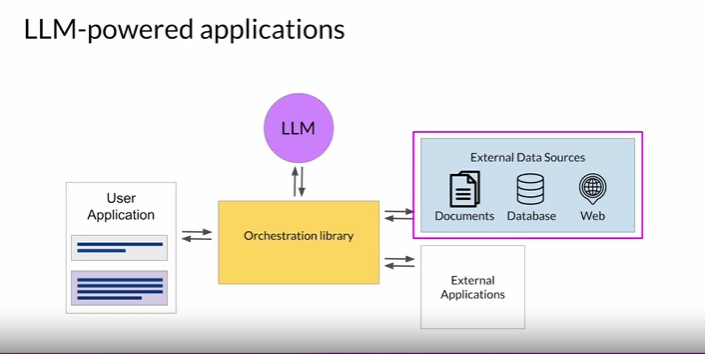 LLM-powered applications
LLM
External Data Sources
Documents Database Web
User
Application
Orchestration library
External
Applications